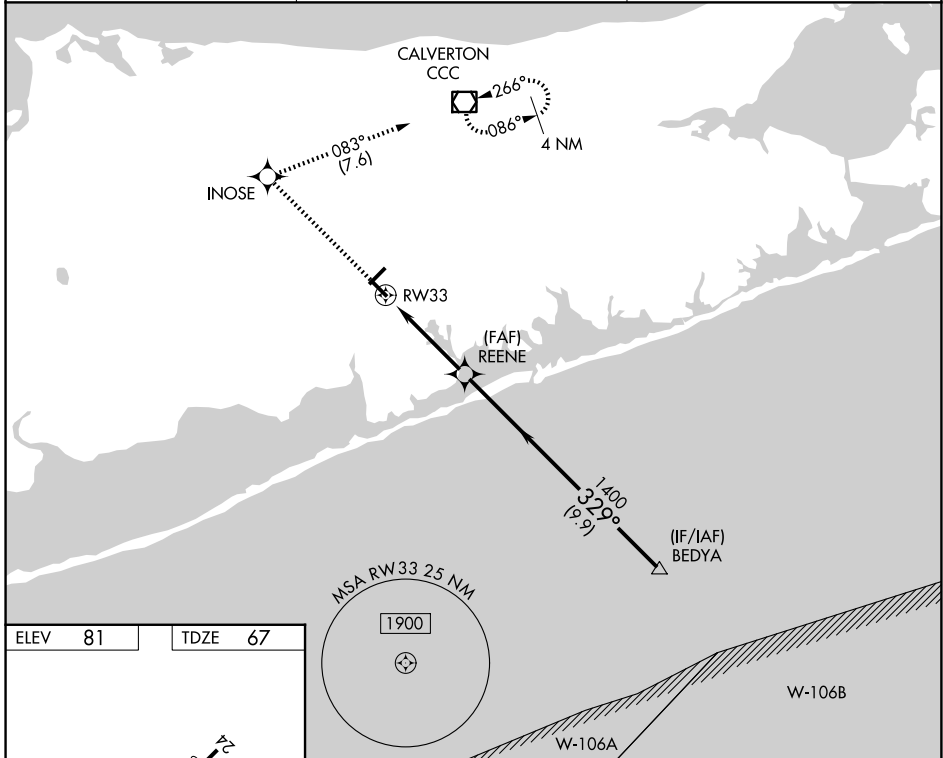 CALVERTON
CCC
266°
086°
4 NM
083°
(7.6)
INOSE
RW33
(FAF)
REENE
1400
329°
(9.9)
(IF/IAF)
BEDYA
MSA RW33 25 NM
1900
ELEV 81
TDZE 67
24
W-106B
W-106A